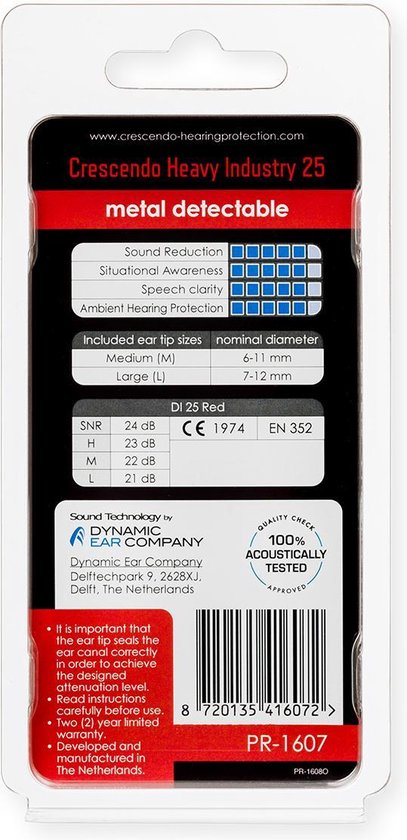 www.crescendo-hearingprotection.com
Crescendo Heavy Industry 25
metal detectable
Sound Reduction
Situational Awareness
Speech clarity
Ambient Hearing Protection
Included ear tip sizes nominal diameter
Medium (M) 6-11 mm
Large (L) 7-12 mm
DI 25 Red
SNR 24 dB CE 1974 EN 352
H 23 dB
M 22 dB
L 21 dB
Sound Technology by
DYNAMIC
EAR COMPANY
Dynamic Ear Company
Delftechpark 9, 2628XJ,
Delft, The Netherlands
QUALITY CHECK
100%
ACOUSTICALLY
TESTED
APPROVED
• It is important that
the ear tip seals the
ear canal correctly
in order to achieve
the designed
attenuation level.
• Read instructions
carefully before use.
• Two (2) year limited
warranty.
• Developed and
manufactured in
The Netherlands.
8 720135 416072 >
PR-1607
PR-1608O